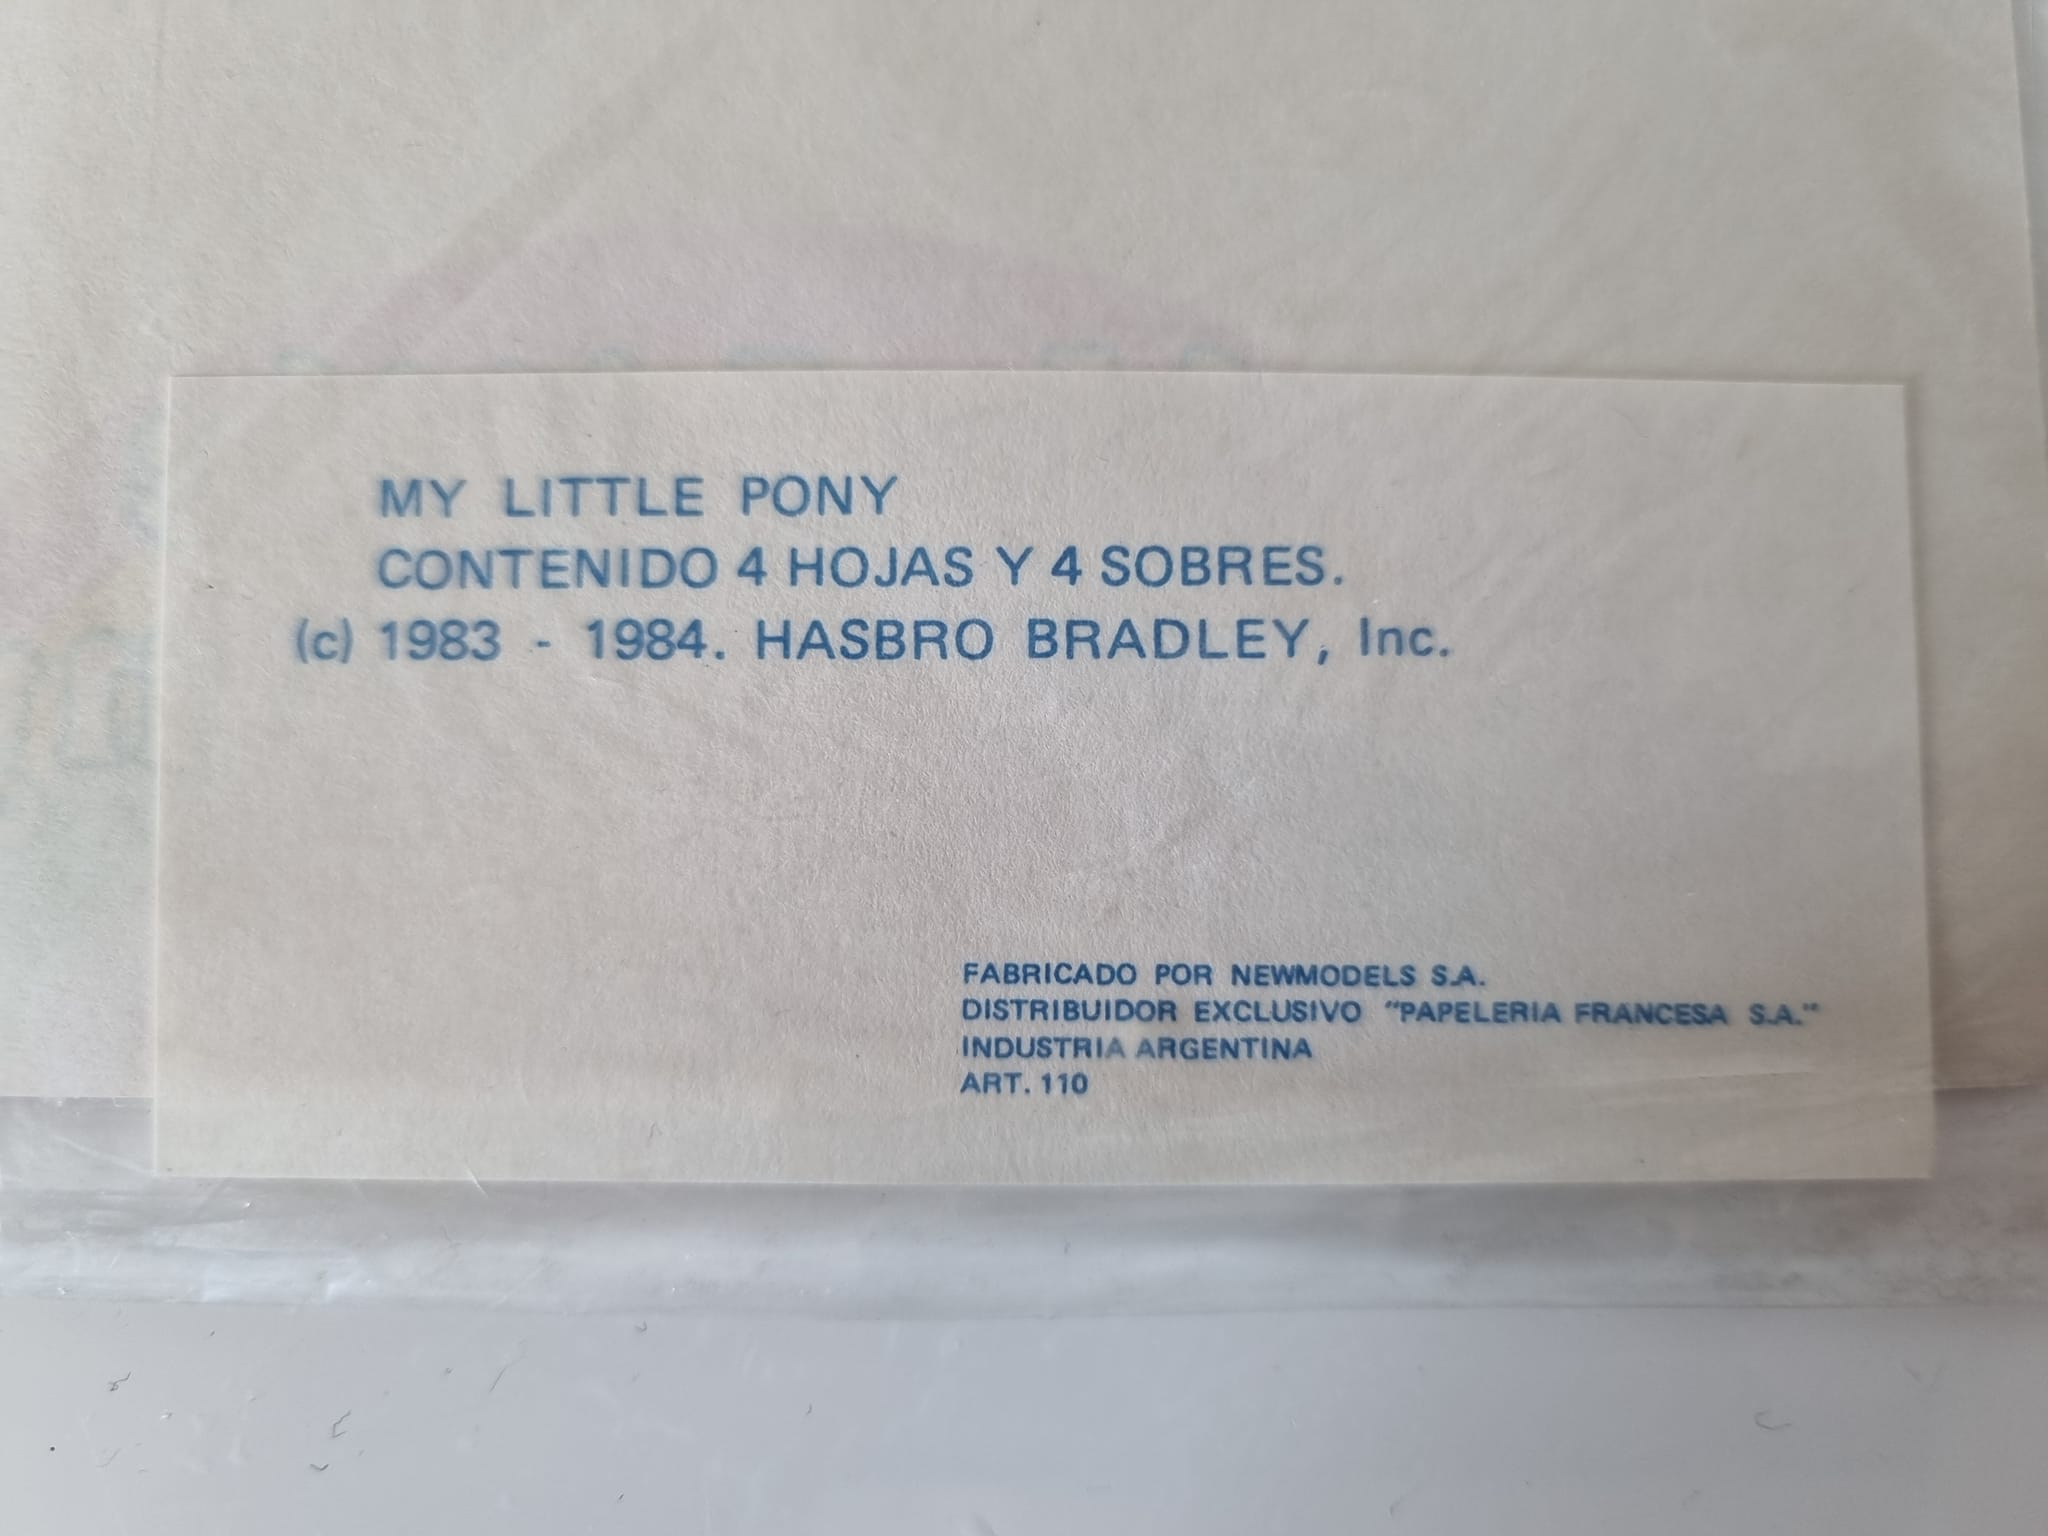 MY LITTLE PONY
CONTENIDO 4 HOJAS Y 4 SOBRES.
(c) 1983 - 1984. HASBRO BRADLEY, Inc.
FABRICADO POR NEWMODELS S.A.
DISTRIBUIDOR EXCLUSIVO "PAPELERIA FRANCESA S.A."
INDUSTRIA ARGENTINA
ART. 110